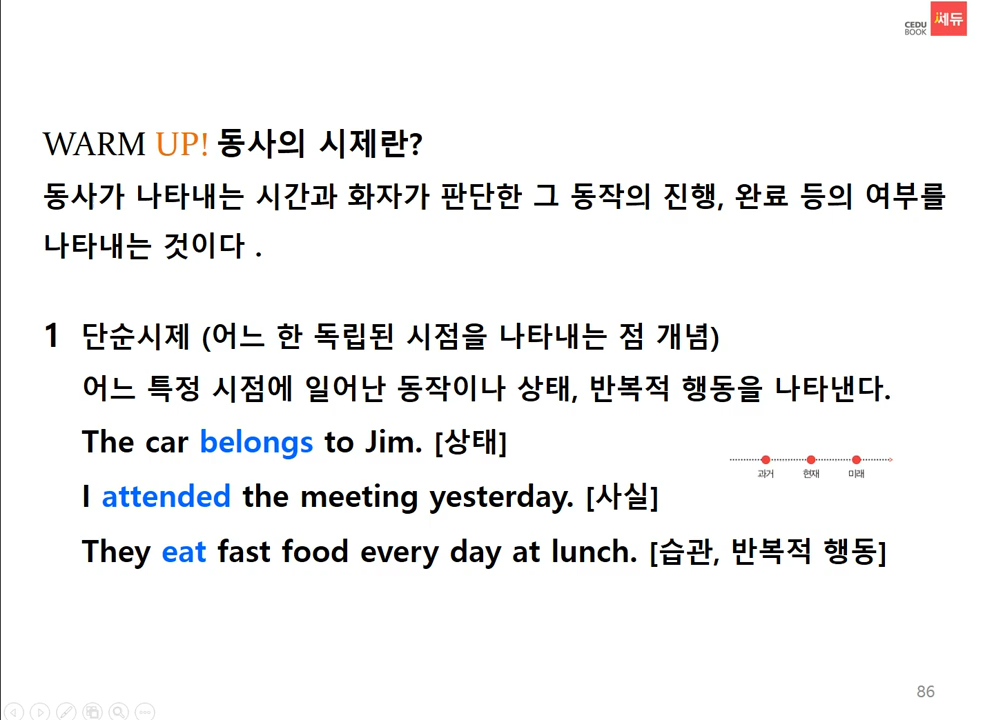 CEDU
BOOK
쎄듀
WARM UP! 동사의 시제란?
동사가 나타내는 시간과 화자가 판단한 그 동작의 진행, 완료 등의 여부를
나타내는 것이다 .
1 단순시제 (어느 한 독립된 시점을 나타내는 점 개념)
어느 특정 시점에 일어난 동작이나 상태, 반복적 행동을 나타낸다.
The car belongs to Jim. [상태]
과거 현재 미래
I attended the meeting yesterday. [사실]
They eat fast food every day at lunch. [습관, 반복적 행동]
86